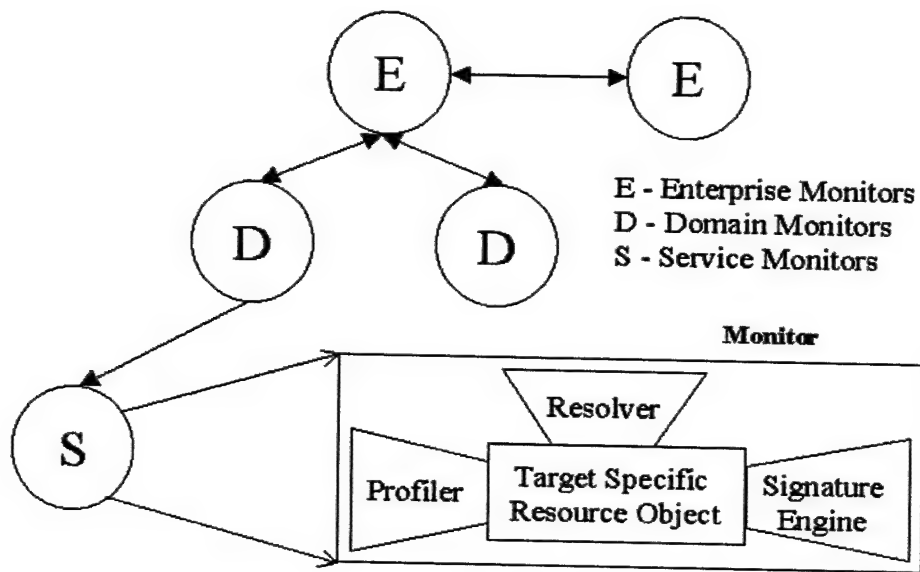 E
E
D
D
E - Enterprise Monitors
D - Domain Monitors
S - Service Monitors
Monitor
S
Resolver
Profiler
Target Specific
Resource Object
Signature
Engine